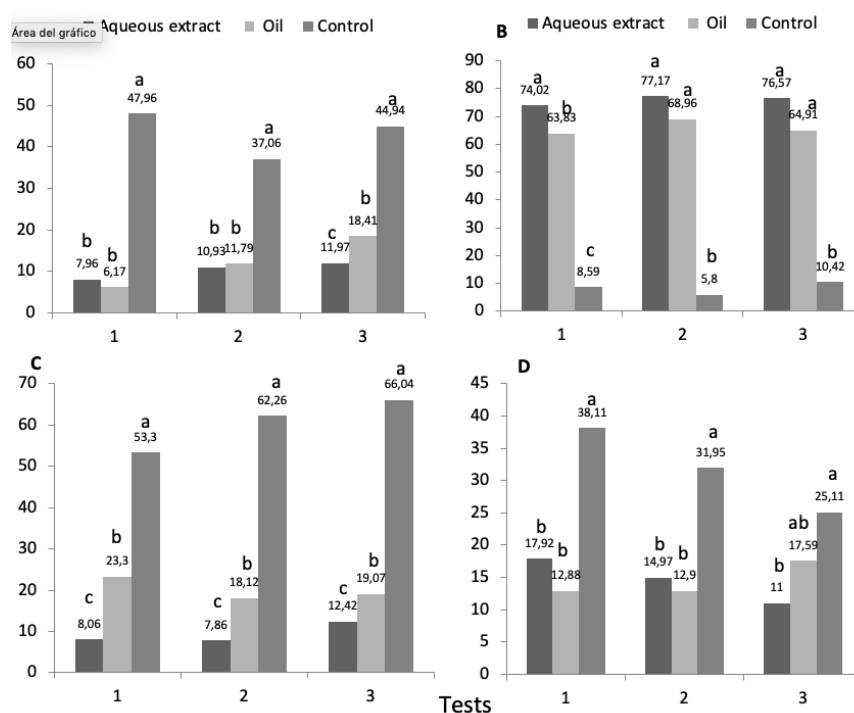 Área del gráfico
Aqueous extract Oil Control
60
50
40
30
20
10
0
a
47,96
b
7,96
b
6,17
a
37,06
b
10,93
b
11,79
a
44,94
b
18,41
c
11,97
1 2 3
B
Aqueous extract Oil Control
90
80
70
60
50
40
30
20
10
0
a
74,02
b
63,83
c
8,59
a
77,17
a
68,96
b
5,8
a
76,57
a
64,91
b
10,42
1 2 3
C
70
60
50
40
30
20
10
0
c
8,06
b
23,3
a
53,3
c
7,86
b
18,12
a
62,26
c
12,42
b
19,07
a
66,04
1 2 3
D
45
40
35
30
25
20
15
10
5
0
b
17,92
b
12,88
a
38,11
b
14,97
b
12,9
a
31,95
b
11
ab
17,59
a
25,11
1 2 3
Tests